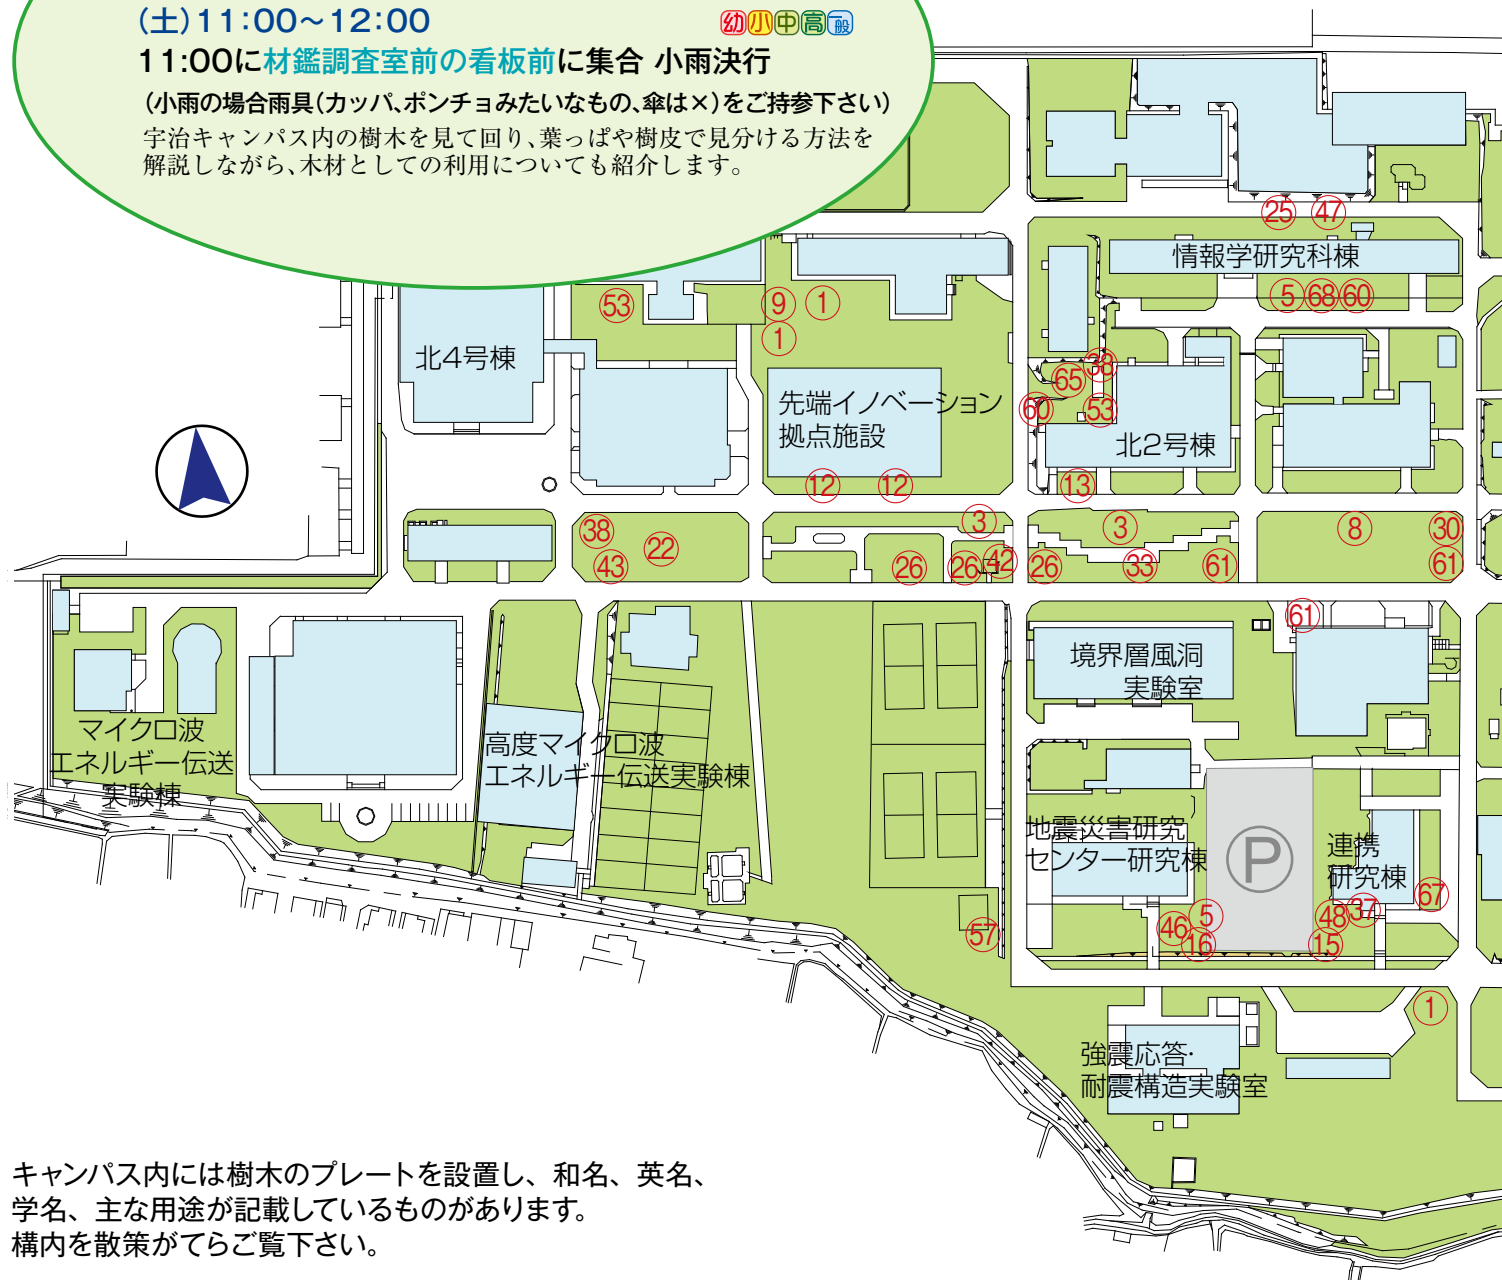 (土)11:00〜12:00
幼小中高一般
11:00に材鑑調査室前の看板前に集合 小雨決行
(小雨の場合雨具(カッパ、ポンチョみたいなもの、傘は×)をご持参下さい)
宇治キャンパス内の樹木を見て回り、葉っぱや樹皮で見分ける方法を
解説しながら、木材としての利用についても紹介します。
25 47
情報学研究科棟
53 9 1 5 68 60
1
北4号棟
38
65
先端イノベーション
拠点施設
60 53
北2号棟
12 12 13
38 22 3 3 8 30
43 26 26 42 26 33 61 61
61
境界層風洞
実験室
マイクロ波
エネルギー伝送
実験棟
高度マイクロ波
エネルギー伝送実験棟
地震災害研究
センター研究棟
P
連携
研究棟
67
57 46 5 48 37
16 15
1
強震応答・
耐震構造実験室
キャンパス内には樹木のプレートを設置し、和名、英名、
学名、主な用途が記載しているものがあります。
構内を散策がてらご覧下さい。